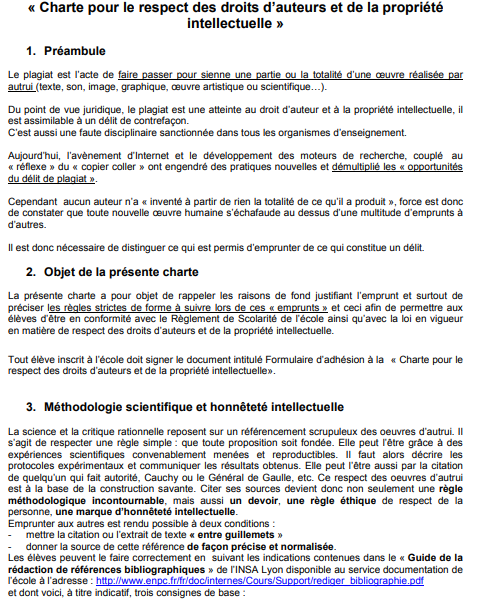 « Charte pour le respect des droits d'auteurs et de la propriété
intellectuelle »
1. Préambule
Le plagiat est l'acte de faire passer pour sienne une partie ou la totalité d'une œuvre réalisée par
autrui (texte, son, image, graphique, œuvre artistique ou scientifique…).
Du point de vue juridique, le plagiat est une atteinte au droit d'auteur et à la propriété intellectuelle, il
est assimilable à un délit de contrefaçon.
C'est aussi une faute disciplinaire sanctionnée dans tous les organismes d'enseignement.
Aujourd'hui, l'avènement d'Internet et le développement des moteurs de recherche, couplé au
« réflexe » du « copier coller » ont engendré des pratiques nouvelles et démultiplié les « opportunités
du délit de plagiat ».
Cependant aucun auteur n'a « inventé à partir de rien la totalité de ce qu'il a produit », force est donc
de constater que toute nouvelle œuvre humaine s'échafaude au dessus d'une multitude d'emprunts à
d'autres.
Il est donc nécessaire de distinguer ce qui est permis d'emprunter de ce qui constitue un délit.
2. Objet de la présente charte
La présente charte a pour objet de rappeler les raisons de fond justifiant l'emprunt et surtout de
préciser les règles strictes de forme à suivre lors de ces « emprunts » et ceci afin de permettre aux
élèves d'être en conformité avec le Règlement de Scolarité de l'école ainsi qu'avec la loi en vigueur
en matière de respect des droits d'auteurs et de la propriété intellectuelle.
Tout élève inscrit à l'école doit signer le document intitulé Formulaire d'adhésion à la « Charte pour le
respect des droits d'auteurs et de la propriété intellectuelle».
3. Méthodologie scientifique et honnêteté intellectuelle
La science et la critique rationnelle reposent sur un référencement scrupuleux des oeuvres d'autrui. Il
s'agit de respecter une règle simple : que toute proposition soit fondée. Elle peut l'être grâce à des
expériences scientifiques convenablement menées et reproductibles. Il faut alors décrire les
protocoles expérimentaux et communiquer les résultats obtenus. Elle peut l'être aussi par la citation
de quelqu'un qui fait autorité, Cauchy ou le Général de Gaulle, etc. Ce respect des oeuvres d'autrui
est à la base de la construction savante. Citer ses sources devient donc non seulement une règle
méthodologique incontournable, mais aussi un devoir, une règle éthique de respect de la
personne, une marque d'honnêteté intellectuelle.
Emprunter aux autres est rendu possible à deux conditions :
- mettre la citation ou l'extrait de texte « entre guillemets »
- donner la source de cette référence de façon précise et normalisée.
Les élèves peuvent le faire correctement en suivant les indications contenues dans le « Guide de la
rédaction de références bibliographiques » de l'INSA Lyon disponible au service documentation de
l'école à l'adresse : http://www.enpc.fr/fr/doc/internes/Cours/Support/rediger_bibliographie.pdf
et dont voici, à titre indicatif, trois consignes de base :